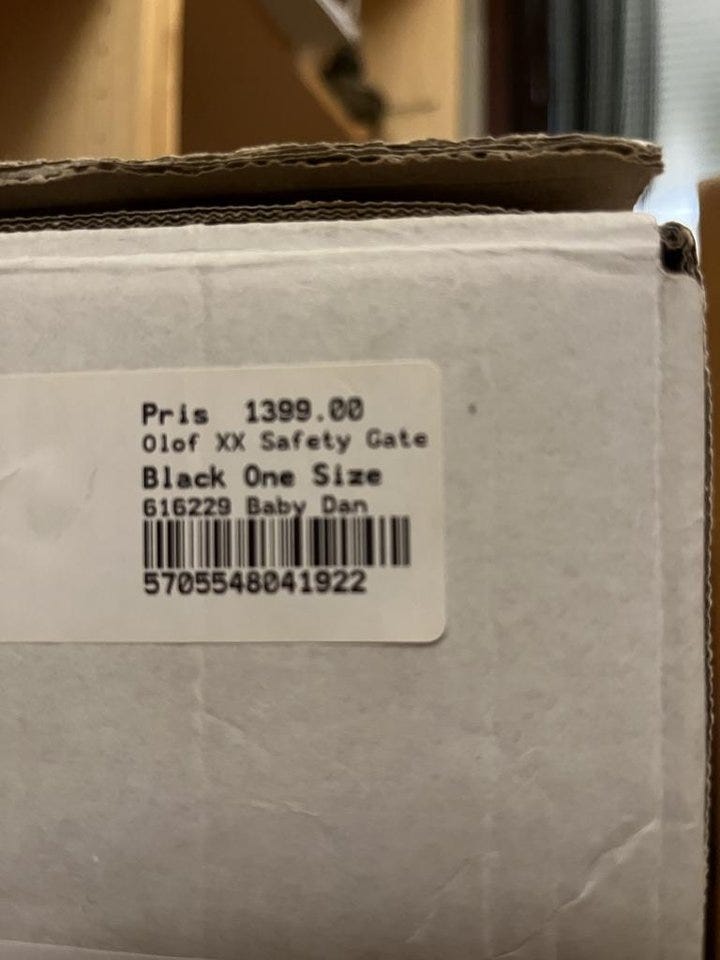 Pris 1399.00
Olof XX Safety Gate
Black One Size
616229 Baby Dan
5705548041922